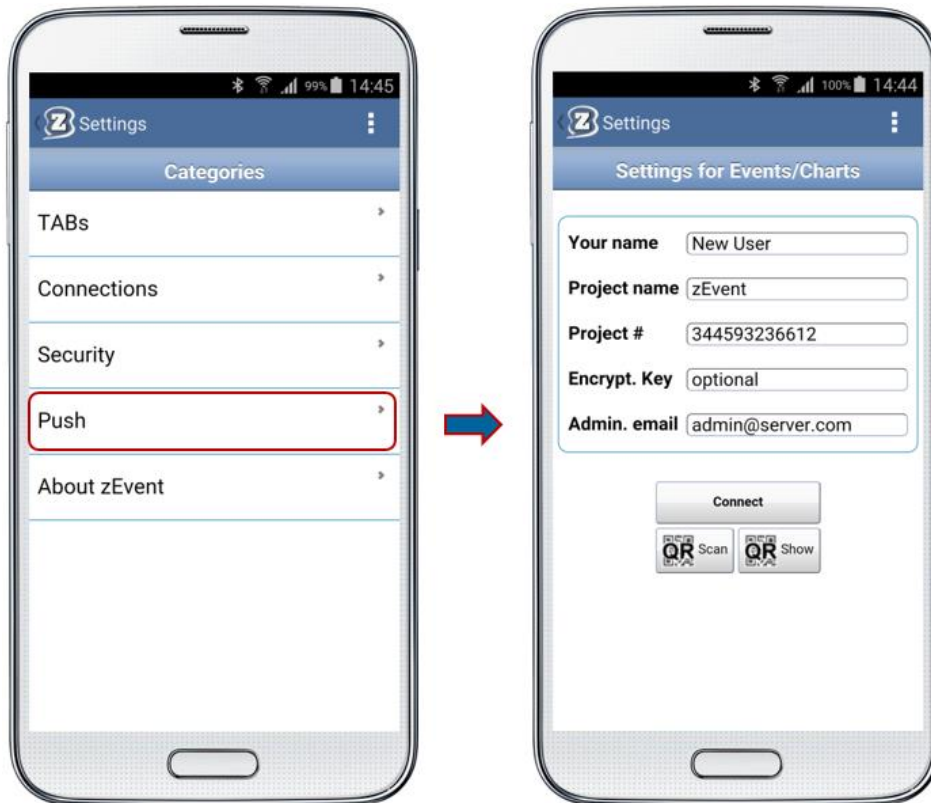 99% 14:45
Z Settings
Categories
TABs
Connections
Security
Push
About zEvent
100% 14:44
Z Settings
Settings for Events/Charts
Your name New User
Project name zEvent
Project # 344593236612
Encrypt. Key optional
Admin. email admin@server.com
Connect
QR Scan QR Show